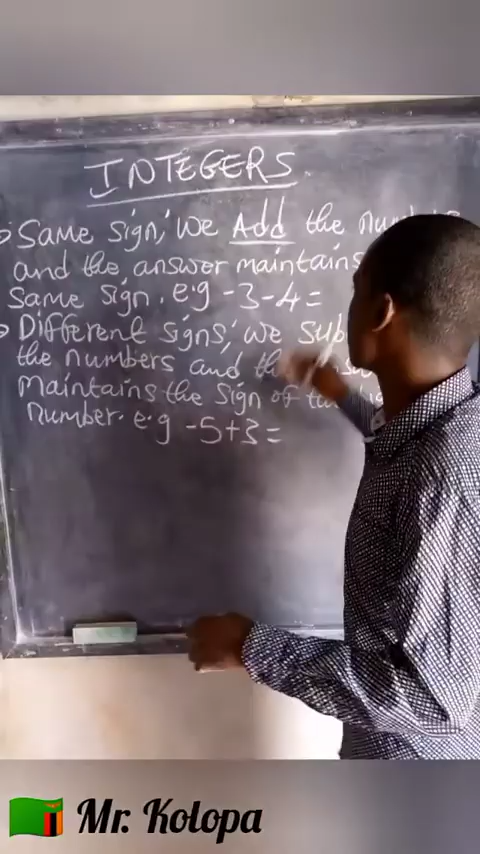 INTEGERS
Same sign, we Add the
and the answer maintains
Same sign. e.g -3-4=
Different signs, we
the numbers and
maintains the sign of
number. e.g -5+3=
Mr. Kolopa